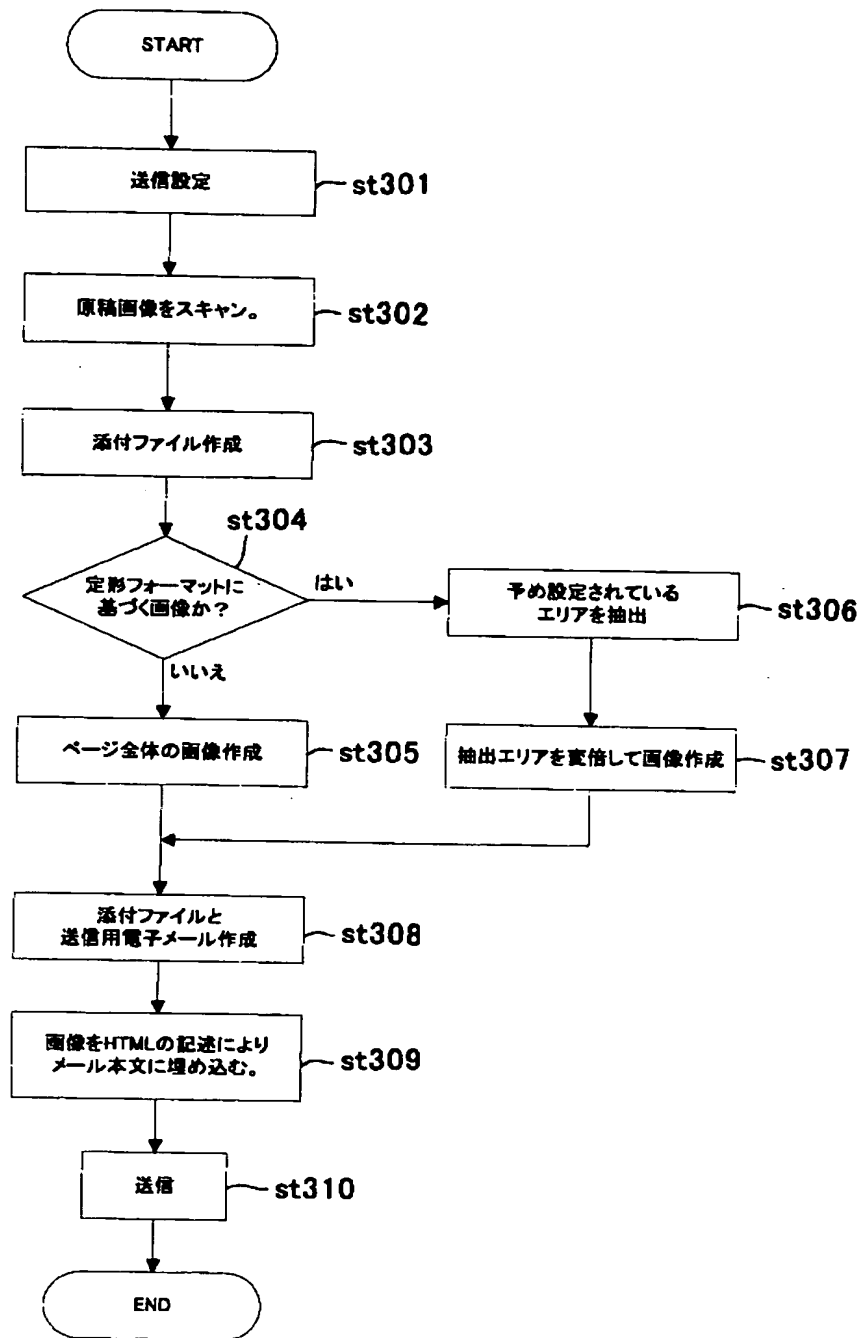 START
送信設定
st301
原稿画像をスキャン。
st302
添付ファイル作成
st303
st304
定形フォーマットに
基づく画像か？
はい
いいえ
予め設定されている
エリアを抽出
st306
ページ全体の画像作成
st305
抽出エリアを変倍して画像作成
st307
添付ファイルと
送信用電子メール作成
st308
画像をHTMLの記述により
メール本文に埋め込む。
st309
送信
st310
END